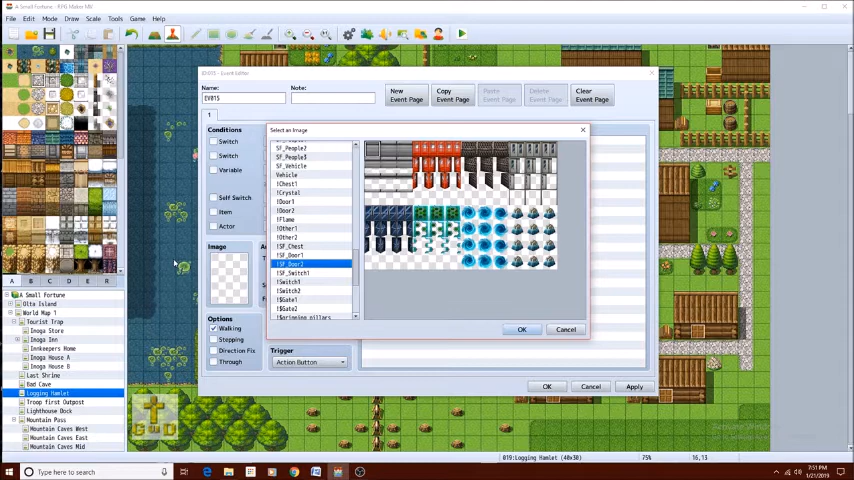 A Small Fortune - RPG Maker MV
File Edit Mode Draw Scale Tools Game Help
ID:015 - Event Editor
Name:
EV015
Note:
New
Event Page
Copy
Event Page
Paste
Event Page
Delete
Event Page
Clear
Event Page
1
Conditions
Switch
Switch
Variable
Self Switch
Item
Actor
Image
Options
Walking
Stepping
Direction Fix
Through
Trigger
Action Button
OK
Cancel
Apply
Select an Image
SF_People2
SF_People3
SF_Vehicle
Vehicle
!Chest1
!Crystal
!Door1
!Door2
!Flame
!Other1
!Other2
!SF_Chest
!SF_Door1
!SF_Door2
!SF_Switch1
!Switch1
!Switch2
!$Gate1
!$Gate2
OK
Cancel
A B C D E R
A Small Fortune
Olta Island
World Map 1
Tourist Trap
Inoga Store
Inoga Inn
Innkeepers Home
Inoga House A
Inoga House B
Last Shrine
Bad Cave
Logging Hamlet
Troop first Outpost
Lighthouse Dock
Mountain Pass
Mountain Caves West
Mountain Caves East
Mountain Caves Mid
G D
019:Logging Hamlet (40x30)
75%
16,13
Type here to search
7:51 PM
1/21/2019